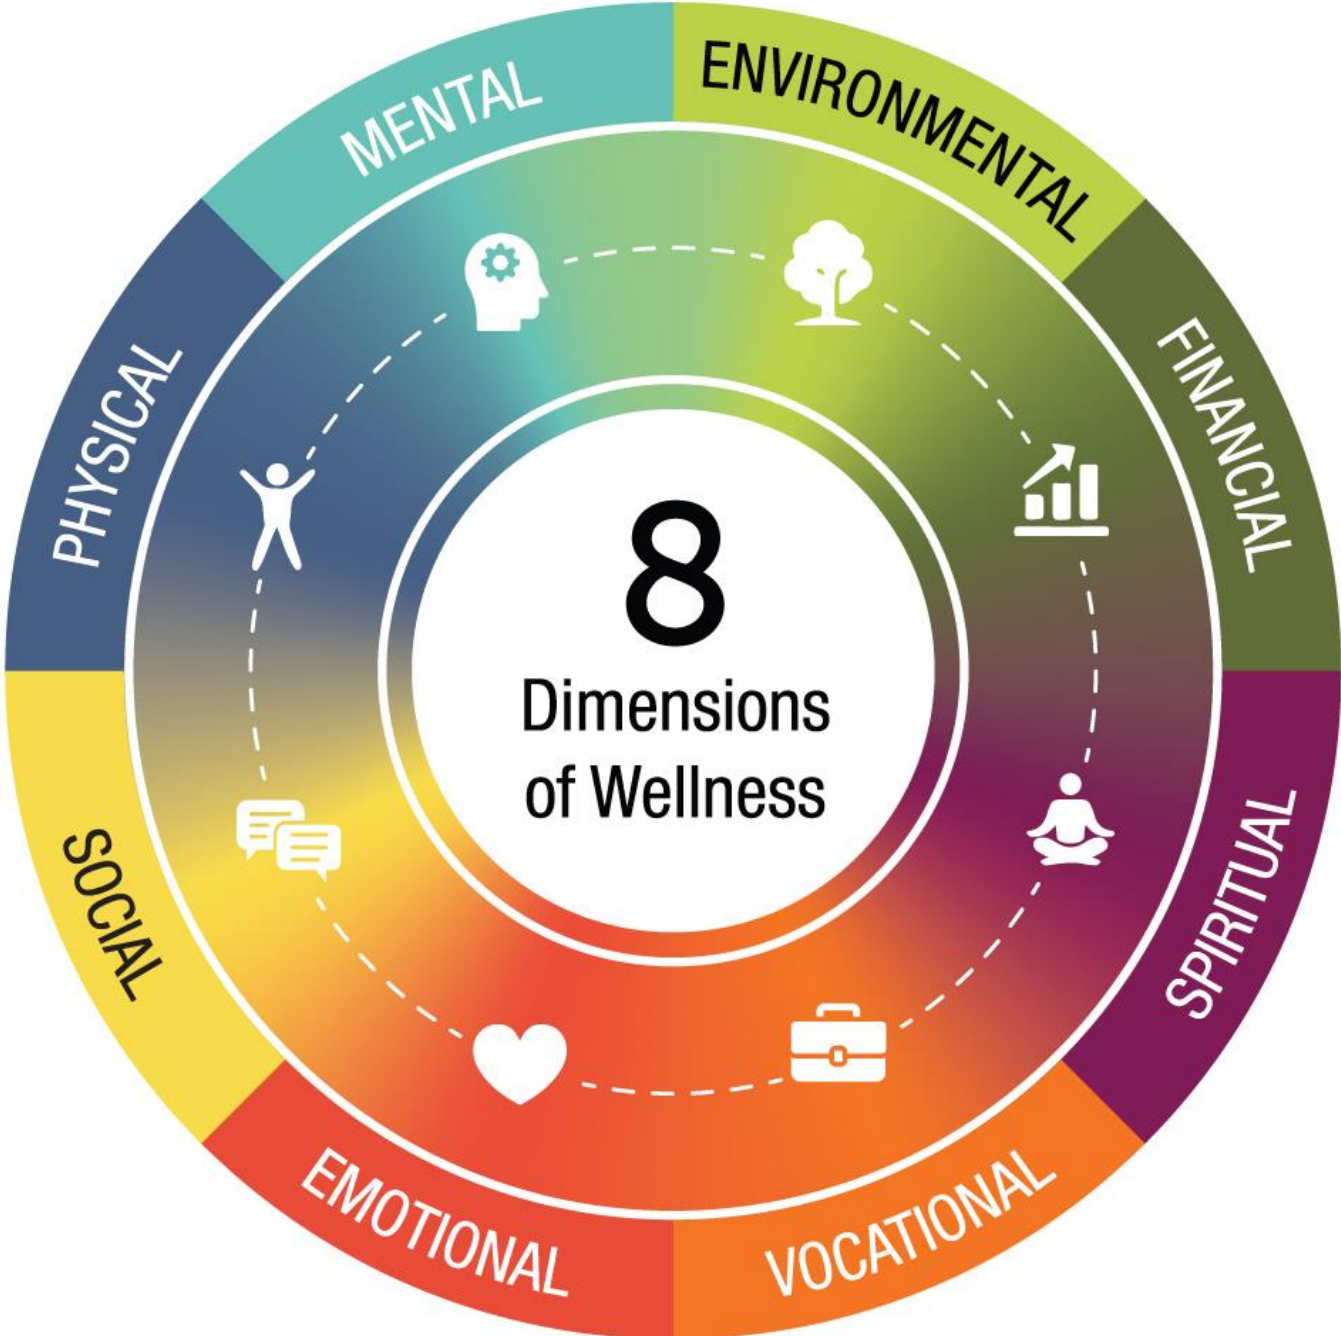 MENTAL
ENVIRONMENTAL
FINANCIAL
SPIRITUAL
VOCATIONAL
EMOTIONAL
SOCIAL
PHYSICAL
8
Dimensions
of Wellness